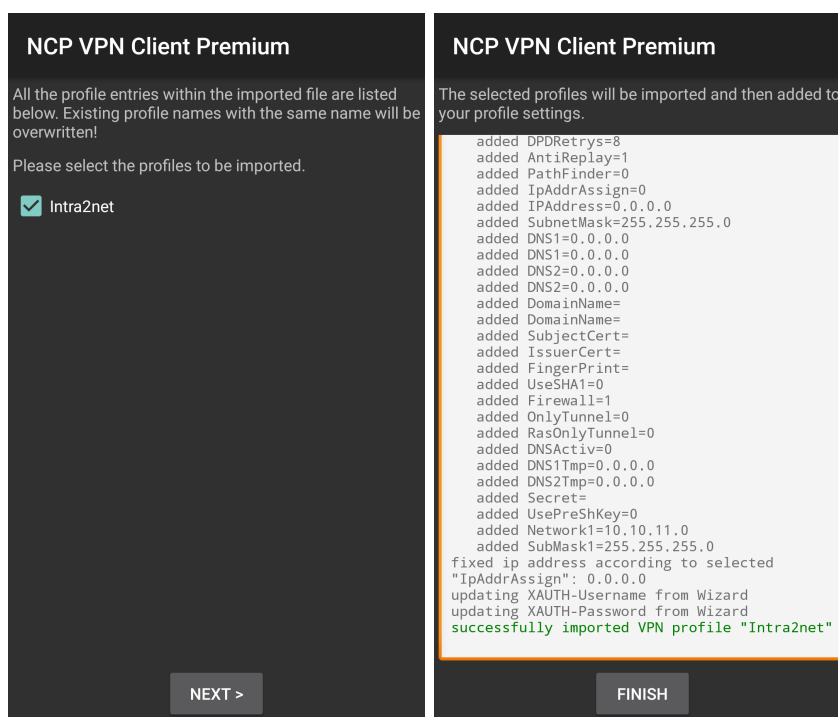 NCP VPN Client Premium
All the profile entries within the imported file are listed
below. Existing profile names with the same name will be
overwritten!
Please select the profiles to be imported.
Intra2net
NEXT >
NCP VPN Client Premium
The selected profiles will be imported and then added to
your profile settings.
added DPDRetrys=8
added AntiReplay=1
added PathFinder=0
added IpAddrAssign=0
added IPAddress=0.0.0.0
added SubnetMask=255.255.255.0
added DNS1=0.0.0.0
added DNS1=0.0.0.0
added DNS2=0.0.0.0
added DNS2=0.0.0.0
added DomainName=
added DomainName=
added SubjectCert=
added IssuerCert=
added FingerPrint=
added UseSHA1=0
added Firewall=1
added OnlyTunnel=0
added RasOnlyTunnel=0
added DNSActiv=0
added DNS1Tmp=0.0.0.0
added DNS2Tmp=0.0.0.0
added Secret=
added UsePreShKey=0
added Network1=10.10.11.0
added SubMask1=255.255.255.0
fixed ip address according to selected
"IpAddrAssign": 0.0.0.0
updating XAUTH-Username from Wizard
updating XAUTH-Password from Wizard
successfully imported VPN profile "Intra2net"
FINISH